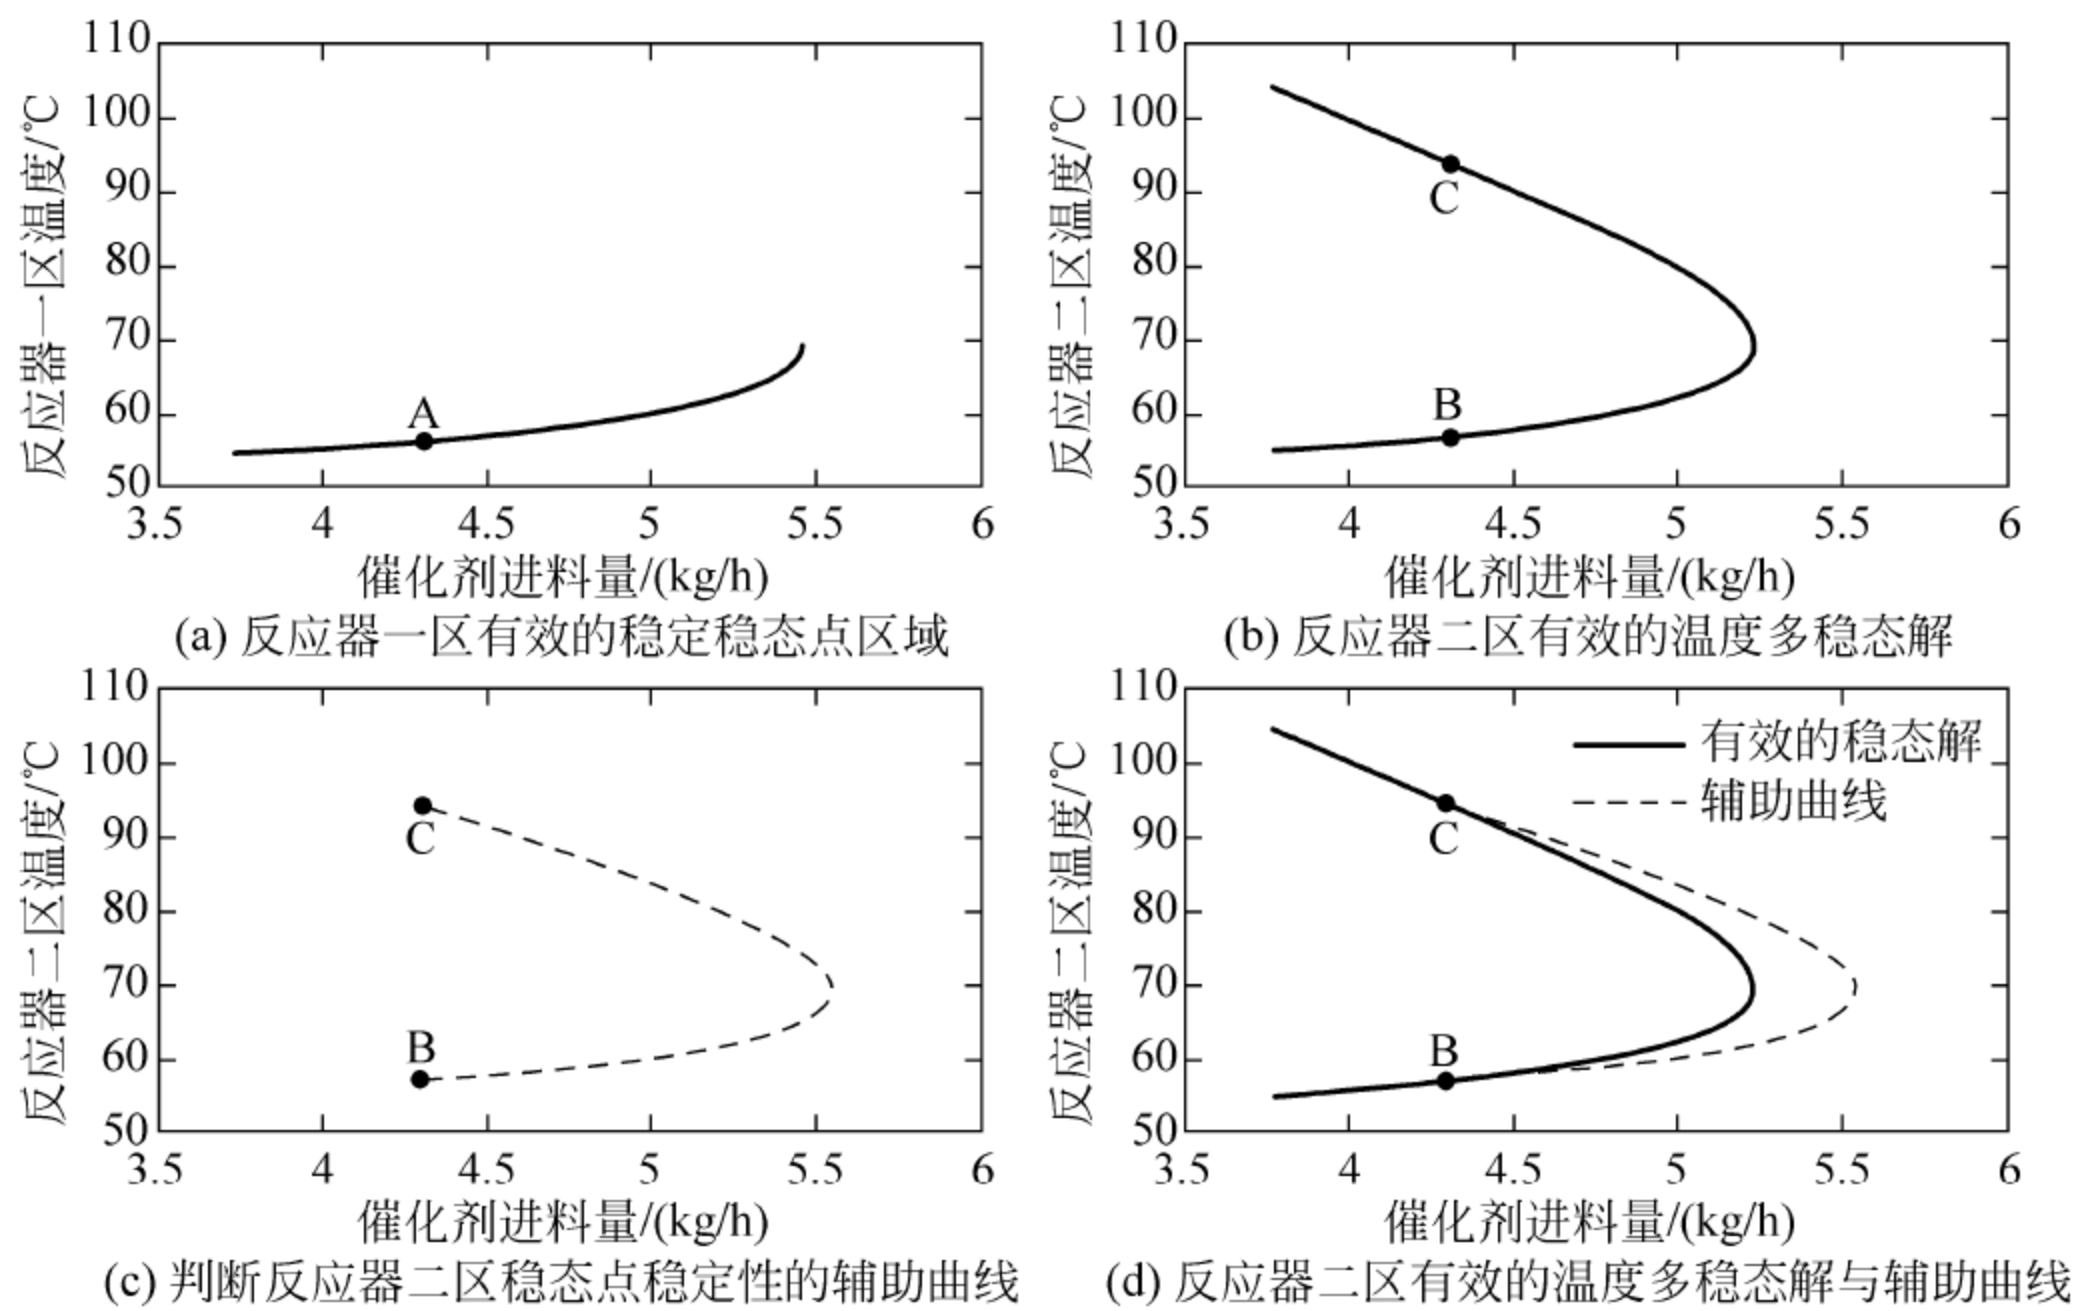 110
100
90
80
70
60
50
3.5 4 4.5 5 5.5 6
反应器一区温度/℃
A
催化剂进料量/(kg/h)
(a) 反应器一区有效的稳定稳态点区域
110
100
90
80
70
60
50
3.5 4 4.5 5 5.5 6
反应器二区温度/℃
C
B
催化剂进料量/(kg/h)
(b) 反应器二区有效的温度多稳态解
110
100
90
80
70
60
50
3.5 4 4.5 5 5.5 6
反应器二区温度/℃
C
B
催化剂进料量/(kg/h)
(c) 判断反应器二区稳态点稳定性的辅助曲线
110
100
90
80
70
60
50
3.5 4 4.5 5 5.5 6
反应器二区温度/℃
有效的稳态解
辅助曲线
C
B
催化剂进料量/(kg/h)
(d) 反应器二区有效的温度多稳态解与辅助曲线